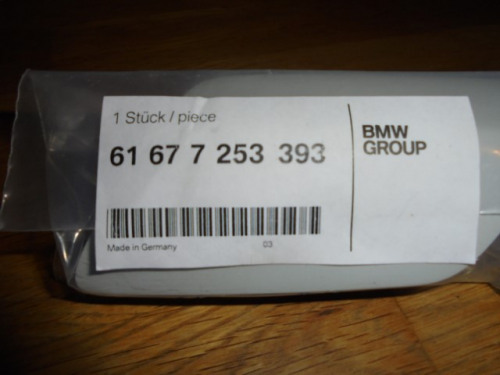 1 Stück / piece
61 67 7 253 393
BMW
GROUP
Made in Germany
03